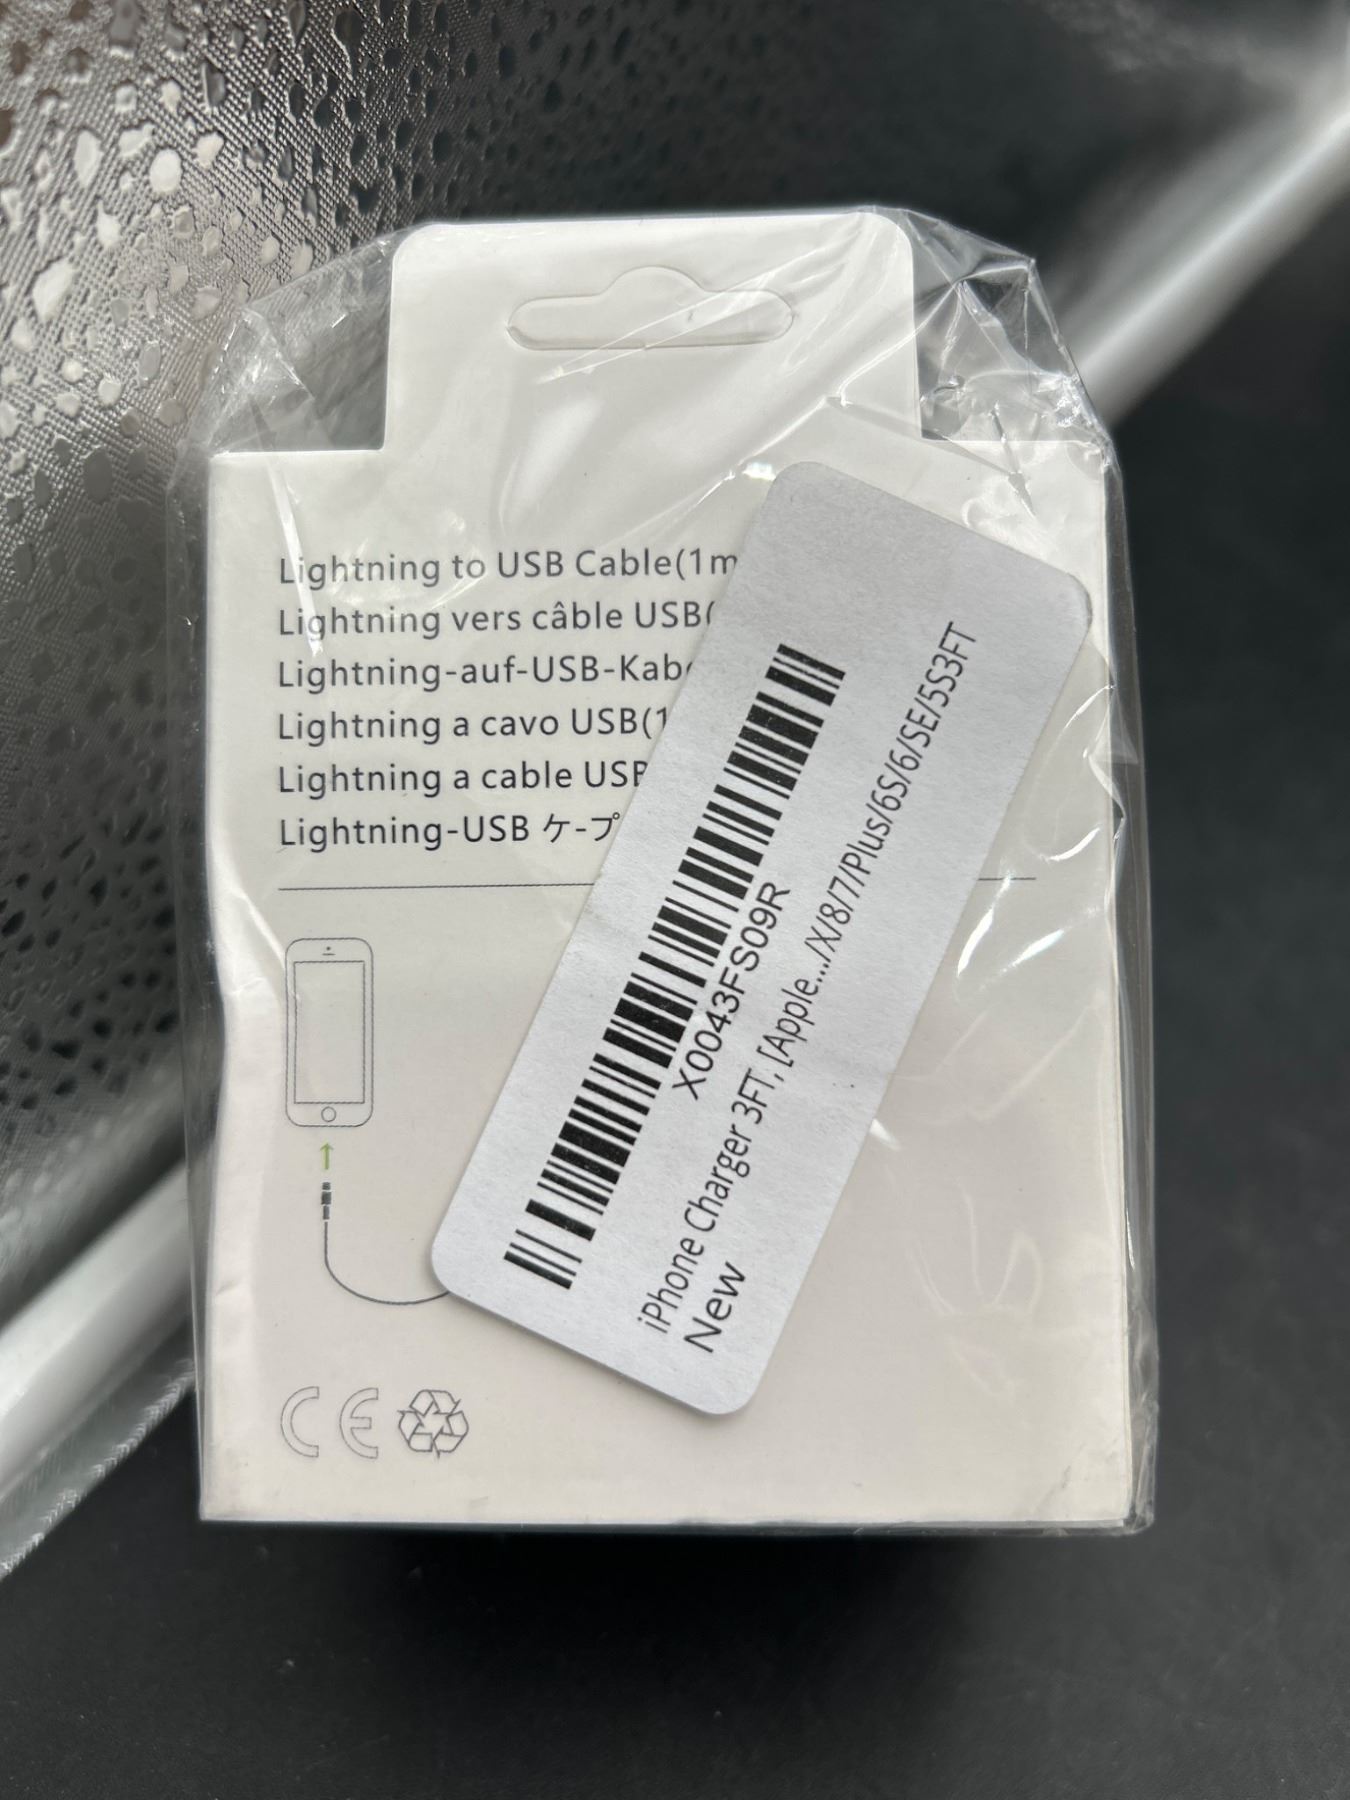 Lightning to USB Cable(1m
Lightning vers câble USB(
Lightning-auf-USB-Kab
Lightning a cavo USB(1
Lightning a cable USB
Lightning-USB ケ-ブ
X0043FS09R
iPhone Charger 3FT, [Apple.../X/8/7/Plus/6S/6/SE/5S3FT
New
CE